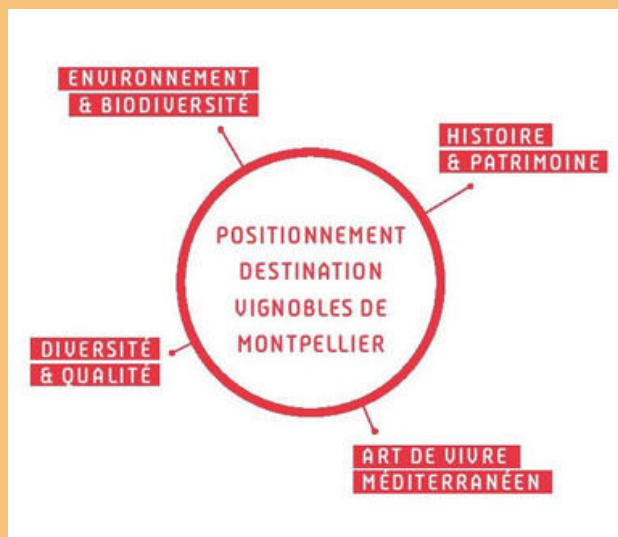 ENVIRONNEMENT
& BIODIVERSITÉ
HISTOIRE
& PATRIMOINE
POSITIONNEMENT
DESTINATION
VIGNOBLES DE
MONTPELLIER
DIVERSITÉ
& QUALITÉ
ART DE VIVRE
MÉDITERRANÉEN